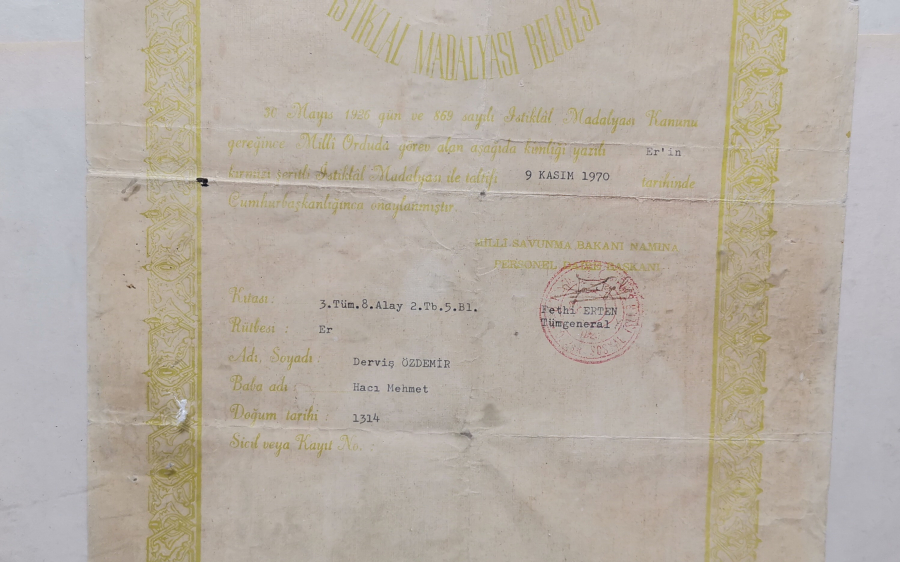 İSTİKLÂL MADALYASI BELGESİ
Mayıs 1926 gün ve 869 sayılı İstiklâl Madalyası Kanunu
gereğince Millî Orduda görev alan aşağıda kimliği yazılı Er'in
kırmızı şeritli İstiklâl Madalyası ile taltifi 9 KASIM 1970 tarihinde
Cumhurbaşkanlığınca onaylanmıştır.
MİLLİ SAVUNMA BAKANI NAMINA
PERSONEL DAİRE BAŞKANI
Fethi ERTEN
Tümgeneral
Kıtası : 3.Tüm.8.Alay 2.Tb.5.Bl.
Rütbesi : Er
Adı, Soyadı : Derviş ÖZDEMİR
Baba adı : Hacı Mehmet
Doğum tarihi : 1314
Sicil veya Kayıt No. :